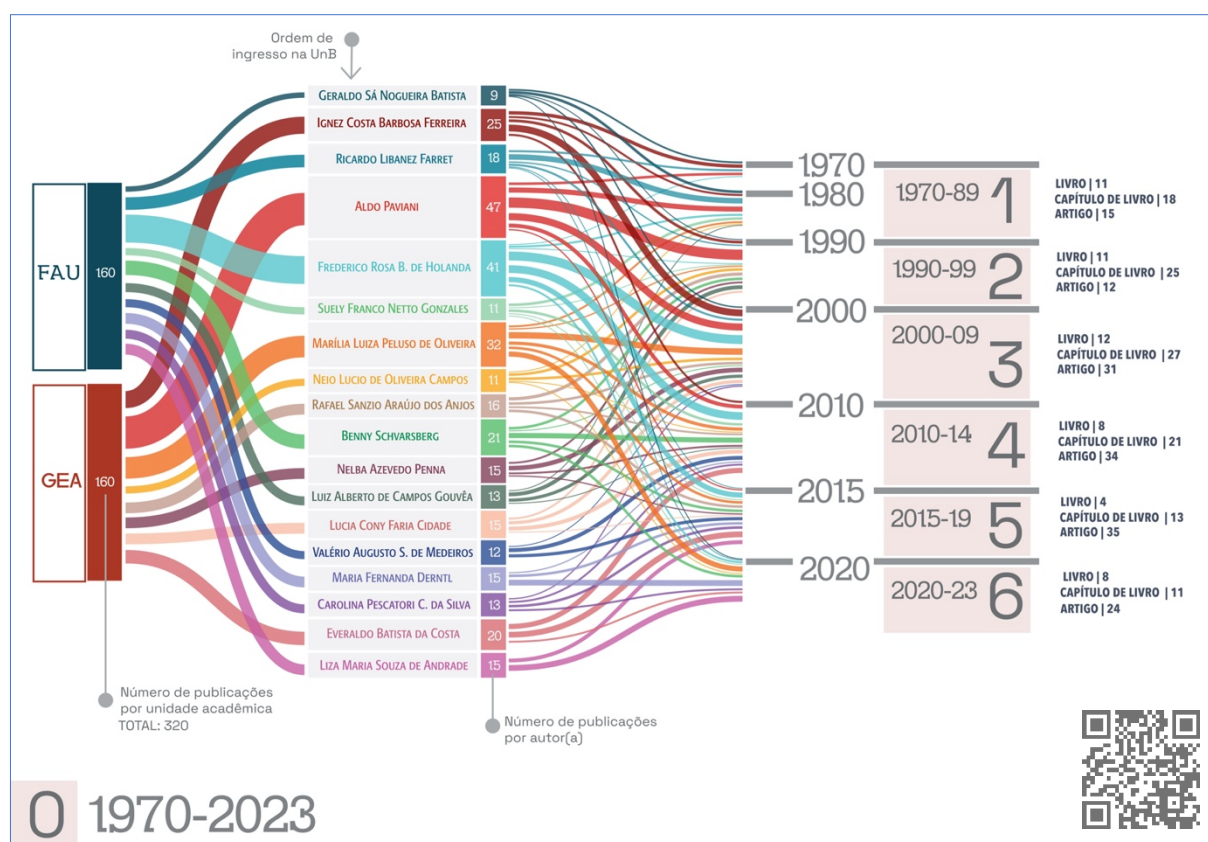 Ordem de
ingresso na UnB
GERALDO SÁ NOGUEIRA BATISTA 9
IGNEZ COSTA BARBOSA FERREIRA 25
RICARDO LIBANEZ FARRET 18
ALDO PAVIANI 47
FREDERICO ROSA B. DE HOLANDA 41
SUELY FRANCO NETTO GONZALES 11
MARÍLIA LUIZA PELUSO DE OLIVEIRA 32
NEIO LUCIO DE OLIVEIRA CAMPOS 11
RAFAEL SANZIO ARAÚJO DOS ANJOS 16
BENNY SCHVARSBERG 21
NELBA AZEVEDO PENNA 15
LUIZ ALBERTO DE CAMPOS GOUVÊA 13
LUCIA CONY FARIA CIDADE 15
VALÉRIO AUGUSTO S. DE MEDEIROS 12
MARIA FERNANDA DERNTL 15
CAROLINA PESCATORI C. DA SILVA 13
EVERALDO BATISTA DA COSTA 20
LIZA MARIA SOUZA DE ANDRADE 15
FAU 160
GEA 160
Número de publicações
por unidade acadêmica
TOTAL: 320
Número de publicações
por autor(a)
1970
1980
1990
2000
2010
2015
2020
1970-89 1
LIVRO | 11
CAPÍTULO DE LIVRO | 18
ARTIGO | 15
1990-99 2
LIVRO | 11
CAPÍTULO DE LIVRO | 25
ARTIGO | 12
2000-09 3
LIVRO | 12
CAPÍTULO DE LIVRO | 27
ARTIGO | 31
2010-14 4
LIVRO | 8
CAPÍTULO DE LIVRO | 21
ARTIGO | 34
2015-19 5
LIVRO | 4
CAPÍTULO DE LIVRO | 13
ARTIGO | 35
2020-23 6
LIVRO | 8
CAPÍTULO DE LIVRO | 11
ARTIGO | 24
0 1970-2023